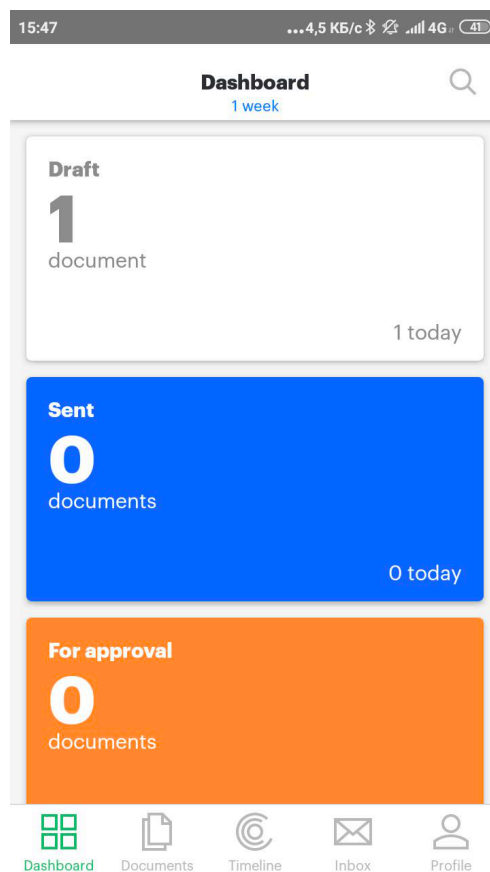 15:47
...4,5 КБ/с 4G 41
Dashboard
1 week
Draft
1
document
1 today
Sent
0
documents
0 today
For approval
0
documents
Dashboard Documents Timeline Inbox Profile